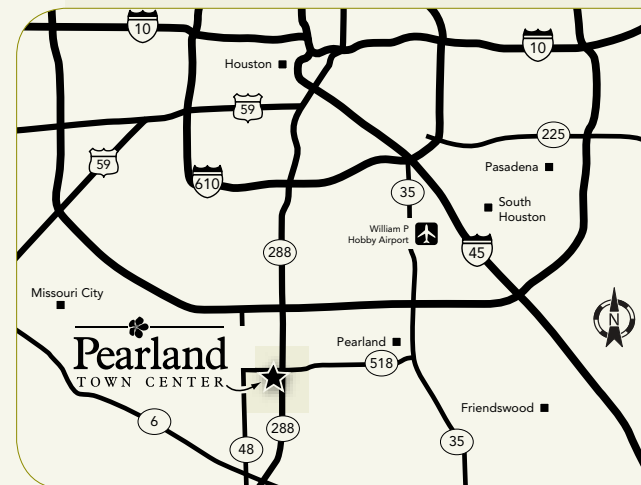 10
10
Houston
59
225
59
Pasadena
610
35
South
Houston
William P
Hobby Airport
288
45
Missouri City
N
Pearland
TOWN CENTER
Pearland
518
Friendswood
6
288
48
35